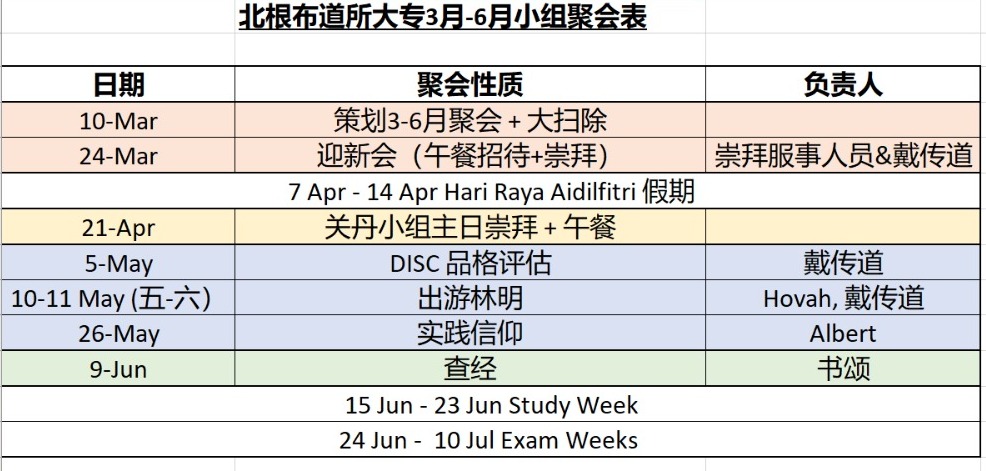 北根布道所大专3月-6月小组聚会表
日期 聚会性质 负责人
10-Mar 策划3-6月聚会 + 大扫除
24-Mar 迎新会（午餐招待+崇拜） 崇拜服事人员&戴传道
7 Apr - 14 Apr Hari Raya Aidilfitri 假期
21-Apr 关丹小组主日崇拜 + 午餐
5-May DISC 品格评估 戴传道
10-11 May (五-六） 出游林明 Hovah, 戴传道
26-May 实践信仰 Albert
9-Jun 查经 书颂
15 Jun - 23 Jun Study Week
24 Jun -  10 Jul Exam Weeks